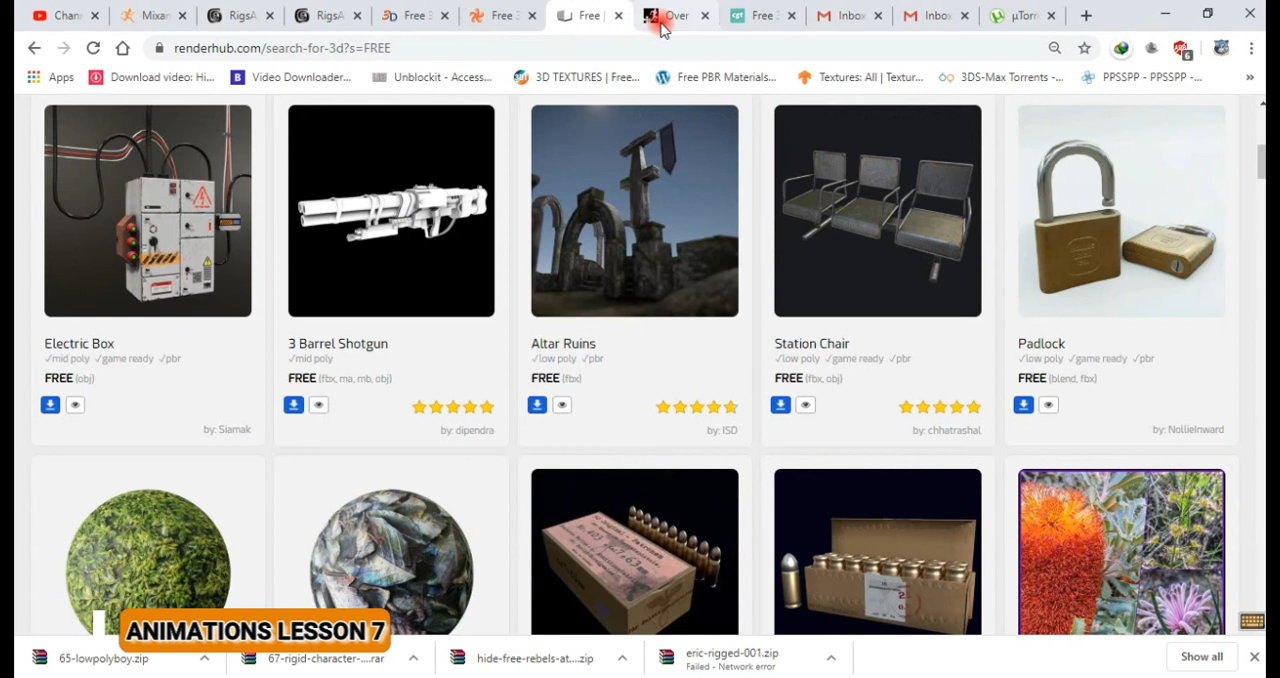 Chann
Mixam
RigsA
RigsA
Free 3
Free 3
Free |
Over
Free 3
Inbox
Inbox
µTorr
renderhub.com/search-for-3d?s=FREE
6
Apps
Download video: Hi...
Video Downloader...
Unblockit - Access...
3D TEXTURES | Free...
Free PBR Materials...
Textures: All | Textur...
3DS-Max Torrents -...
PPSSPP - PPSSPP -...
»
Electric Box
✓mid poly ✓game ready ✓pbr
FREE (obj)
by: Siamak
3 Barrel Shotgun
✓mid poly
FREE (fbx, ma, mb, obj)
by: dipendra
Altar Ruins
✓low poly ✓pbr
FREE (fbx)
by: ISD
Station Chair
✓low poly ✓game ready ✓pbr
FREE (fbx, obj)
by: chhatrashal
Padlock
✓low poly ✓game ready ✓pbr
FREE (blend, fbx)
by: NollieInward
ANIMATIONS LESSON 7
65-lowpolyboy.zip
67-rigid-character-....rar
hide-free-rebels-at....zip
eric-rigged-001.zip
Failed - Network error
Show all